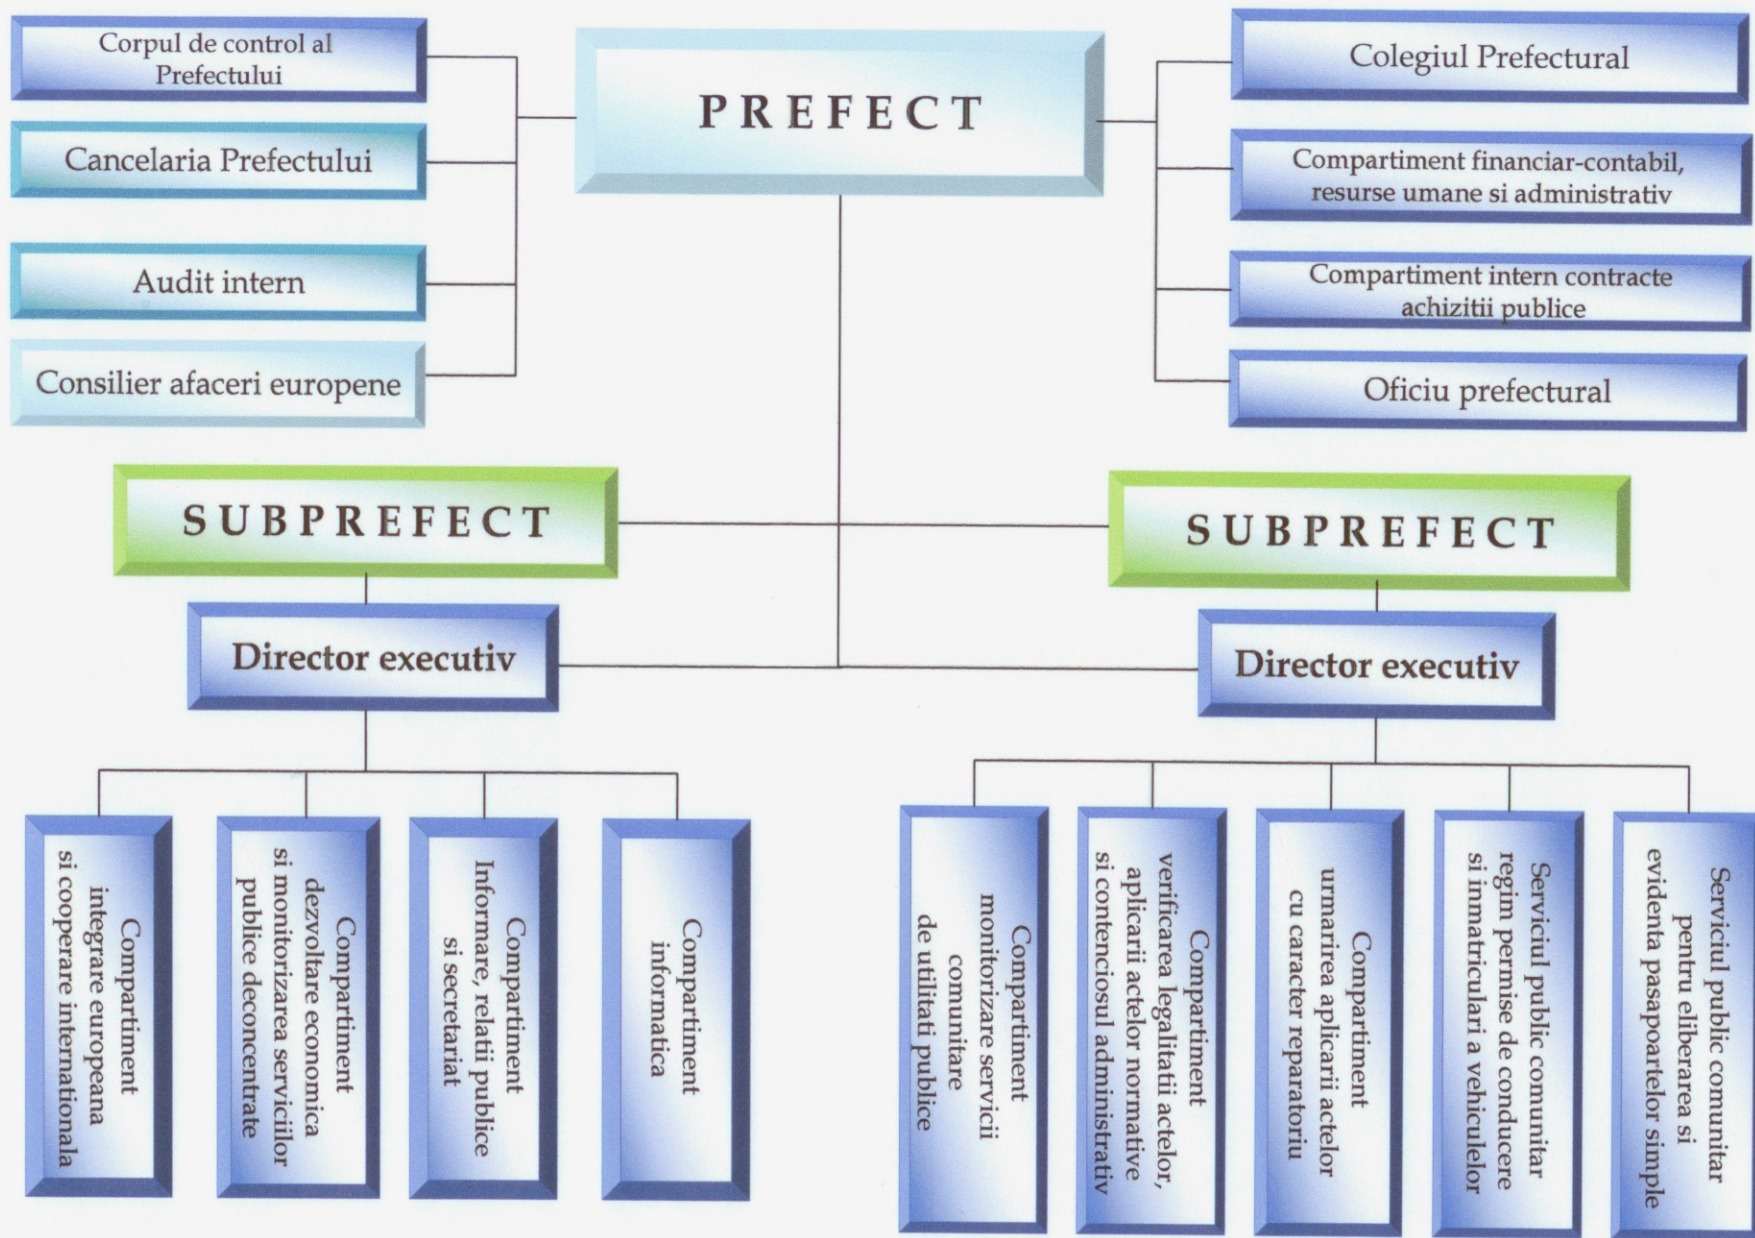 Corpul de control al
Prefectului
Cancelaria Prefectului
Audit intern
Consilier afaceri europene
PREFECT
Colegiul Prefectural
Compartiment financiar-contabil,
resurse umane si administrativ
Compartiment intern contracte
achizitii publice
Oficiu prefectural
SUBPREFECT
SUBPREFECT
Director executiv
Director executiv
Compartiment
integrare europeana
si cooperare internationala
Compartiment
dezvoltare economica
si monitorizarea serviciilor
publice deconcentrate
Compartiment
Informare, relatii publice
si secretariat
Compartiment
informatica
Compartiment
monitorizare servicii
comunitare
de utilitati publice
Compartiment
verificarea legalitatii actelor,
aplicarii actelor normative
si contenciosul administrativ
Compartiment
urmarirea aplicarii actelor
cu caracter reparatoriu
Serviciul public comunitar
regim permise de conducere
si inmatriculari a vehiculelor
Serviciul public comunitar
pentru eliberarea si
evidenta pasapoartelor simple